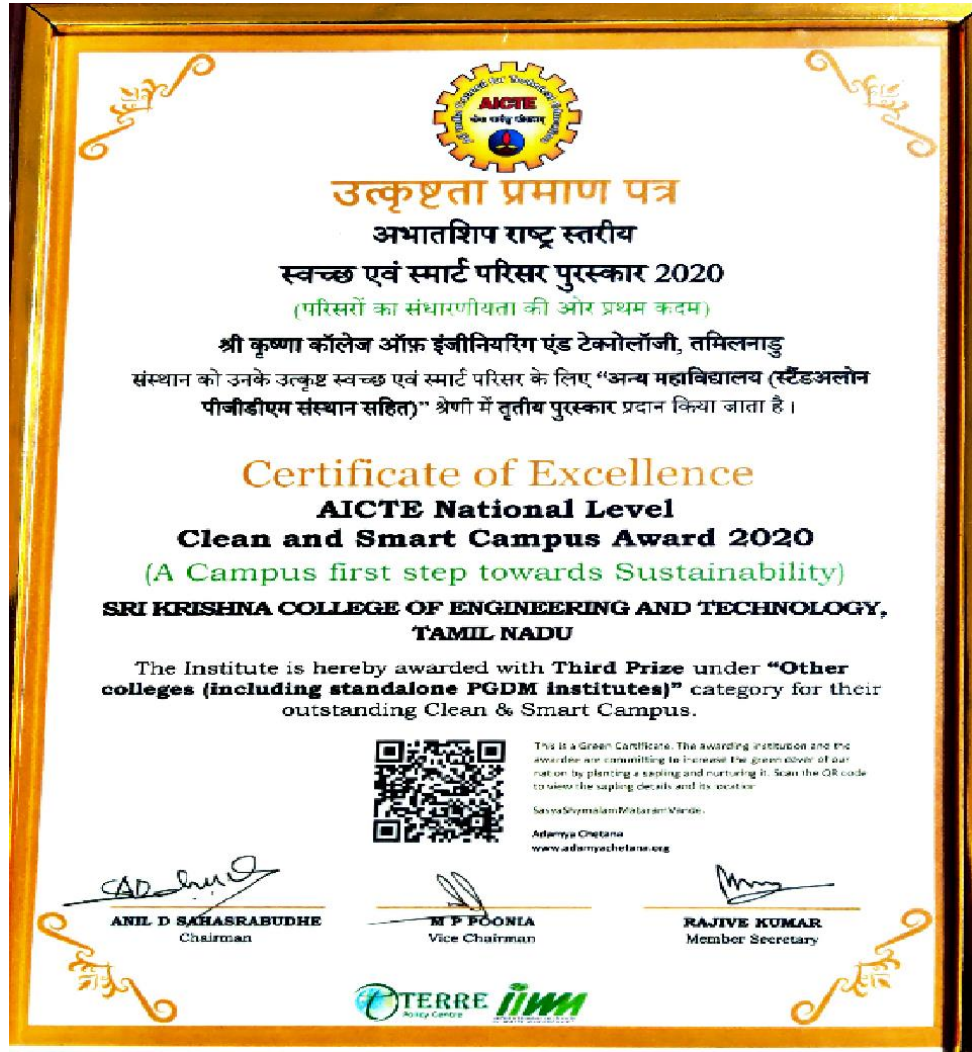 All India Council for Technical Education
AICTE
उत्कृष्टता प्रमाण पत्र
अभातशिप राष्ट्र स्तरीय
स्वच्छ एवं स्मार्ट परिसर पुरस्कार 2020
(परिसरों का संधारणीयता की ओर प्रथम कदम)
श्री कृष्णा कॉलेज ऑफ़ इंजीनियरिंग एंड टेक्नोलॉजी, तमिलनाडु
संस्थान को उनके उत्कृष्ट स्वच्छ एवं स्मार्ट परिसर के लिए “अन्य महाविद्यालय (स्टैंडअलोन
पीजीडीएम संस्थान सहित)” श्रेणी में तृतीय पुरस्कार प्रदान किया जाता है।
Certificate of Excellence
AICTE National Level
Clean and Smart Campus Award 2020
(A Campus first step towards Sustainability)
SRI KRISHNA COLLEGE OF ENGINEERING AND TECHNOLOGY,
TAMIL NADU
The Institute is hereby awarded with Third Prize under “Other
colleges (including standalone PGDM institutes)” category for their
outstanding Clean & Smart Campus.
This is a Green Certificate. The awarding institution and the
awardee are committing to increase the green cover of our
nation by planting a sapling and nurturing it. Scan the QR code
to view the sapling details and its location
SasyaShymalamMataramVande.
Adamya Chetana
www.adamyachetana.org
ANIL D SAHASRABUDHE
Chairman
M P POONIA
Vice Chairman
RAJIVE KUMAR
Member Secretary
TERRE
Policy Centre